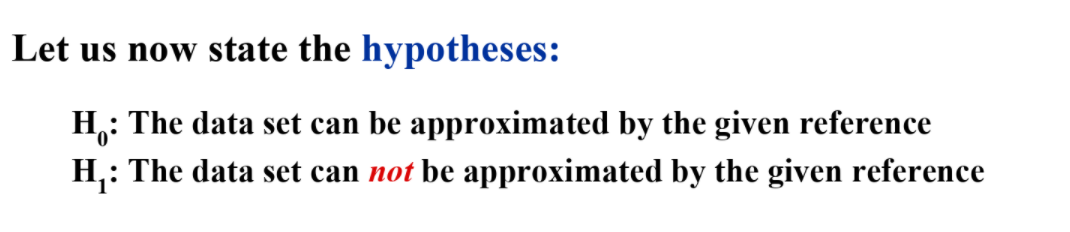 Let us now state the hypotheses:
H₀: The data set can be approximated by the given reference
H₁: The data set can not be approximated by the given reference